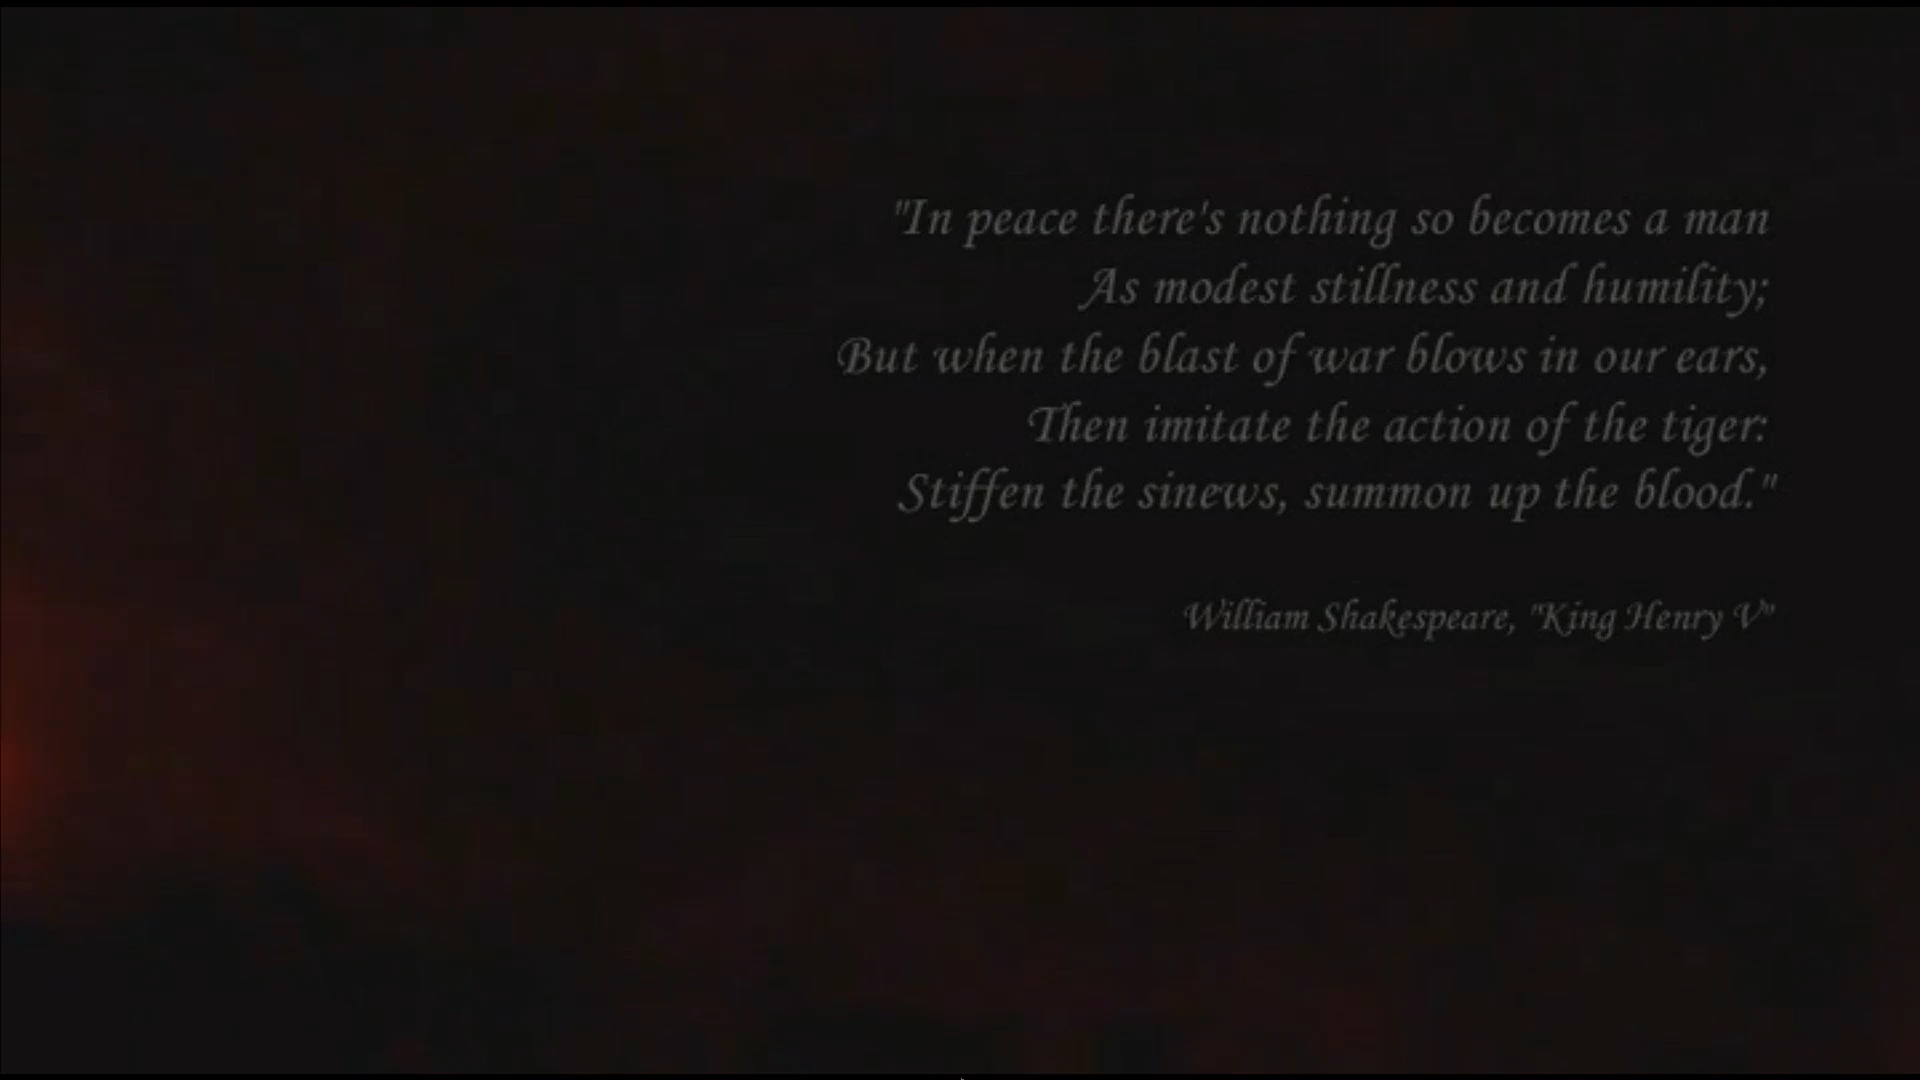 "In peace there's nothing so becomes a man
As modest stillness and humility;
But when the blast of war blows in our ears,
Then imitate the action of the tiger:
Stiffen the sinews, summon up the blood."
William Shakespeare, "King Henry V"